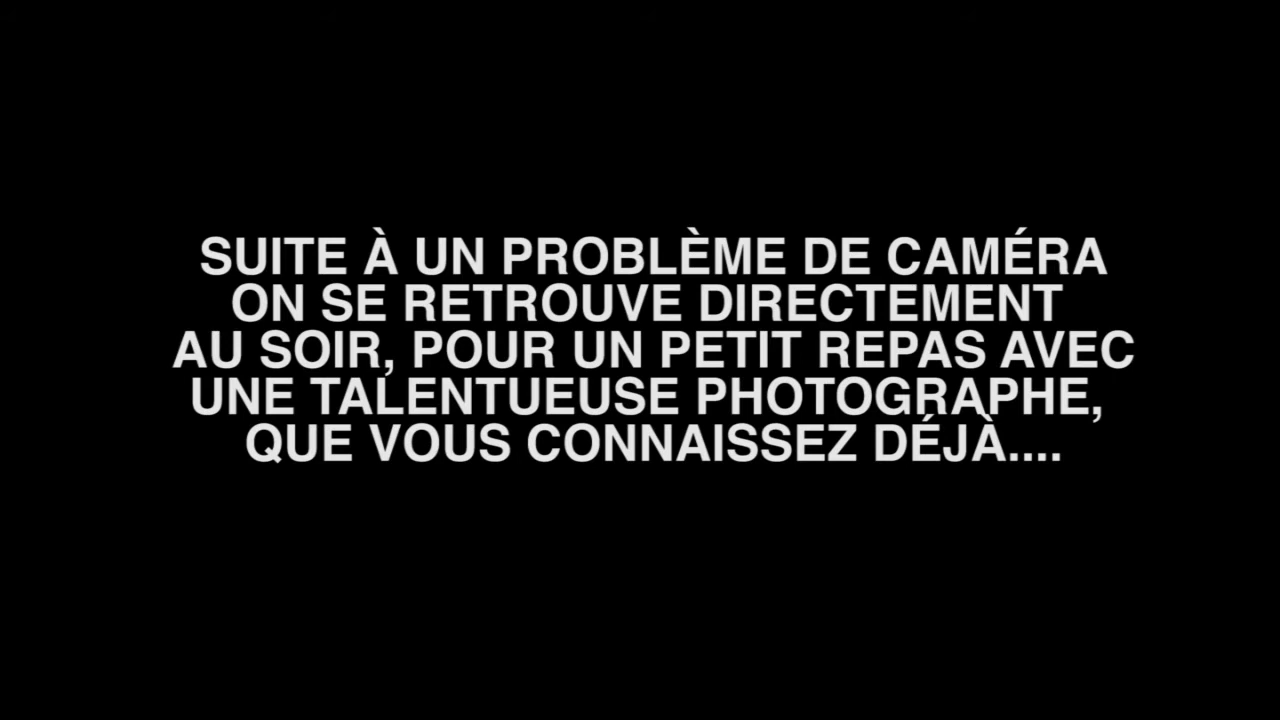 SUITE À UN PROBLÈME DE CAMÉRA
ON SE RETROUVE DIRECTEMENT
AU SOIR, POUR UN PETIT REPAS AVEC
UNE TALENTUEUSE PHOTOGRAPHE,
QUE VOUS CONNAISSEZ DÉJÀ....